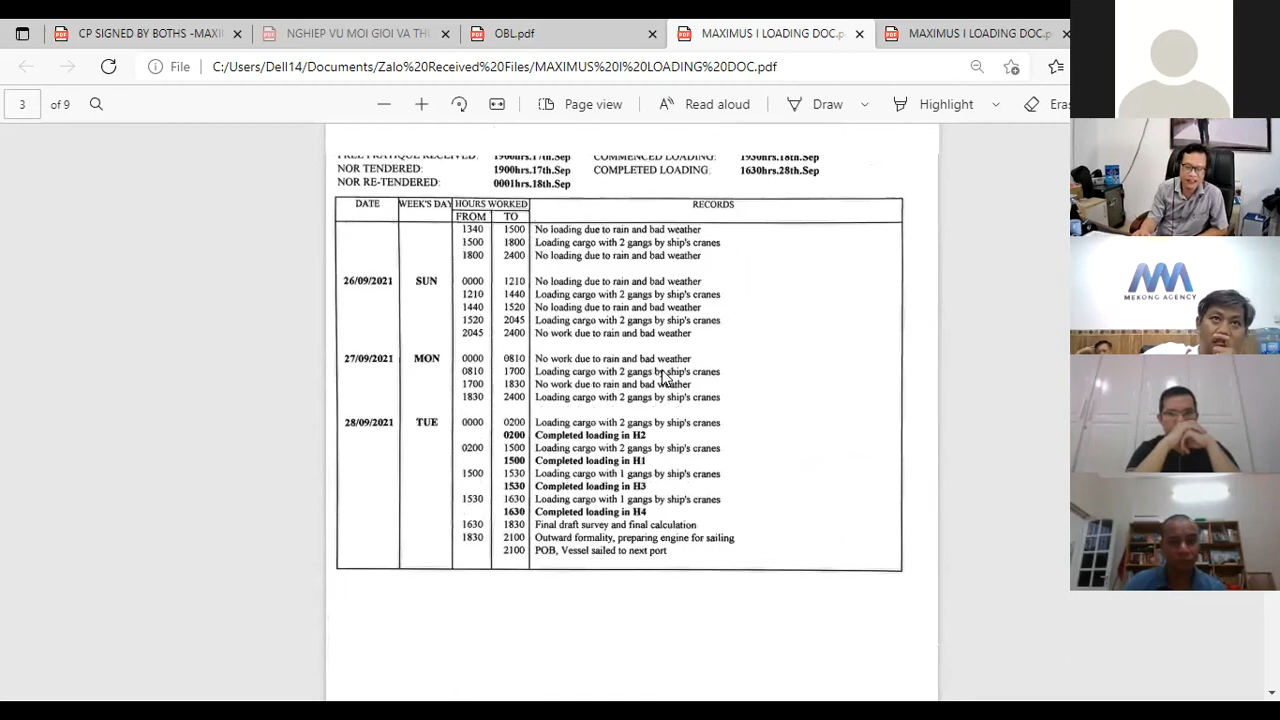 CP SIGNED BY BOTHS' MAXI
NGHIEP VU MOI GIOI VA THU
OBL.pdf
MAXIMUS I LOADING DOC.p
MAXIMUS I LOADING DOC.p
File C:/Users/Dell14/Documents/Zalo%20Received%20Files/MAXIMUS%20I%20LOADING%20DOC.pdf
3 of 9 Page view Read aloud Draw Highlight Eras
FREE PRATIQUE RECEIVED: 1900hrs.17th.Sep COMMENCED LOADING: 1930hrs.18th.Sep
NOR TENDERED: 1900hrs.17th.Sep COMPLETED LOADING: 1630hrs.28th.Sep
NOR RE-TENDERED: 0001hrs.18th.Sep
DATE WEEK'S DAY HOURS WORKED RECORDS
FROM TO
1340 1500 No loading due to rain and bad weather
1500 1800 Loading cargo with 2 gangs by ship's cranes
1800 2400 No loading due to rain and bad weather
26/09/2021 SUN 0000 1210 No loading due to rain and bad weather
1210 1440 Loading cargo with 2 gangs by ship's cranes
1440 1520 No loading due to rain and bad weather
1520 2045 Loading cargo with 2 gangs by ship's cranes
2045 2400 No work due to rain and bad weather
27/09/2021 MON 0000 0810 No work due to rain and bad weather
0810 1700 Loading cargo with 2 gangs by ship's cranes
1700 1830 No work due to rain and bad weather
1830 2400 Loading cargo with 2 gangs by ship's cranes
28/09/2021 TUE 0000 0200 Loading cargo with 2 gangs by ship's cranes
0200 Completed loading in H2
0200 1500 Loading cargo with 2 gangs by ship's cranes
1500 Completed loading in H1
1500 1530 Loading cargo with 1 gangs by ship's cranes
1530 Completed loading in H3
1530 1630 Loading cargo with 1 gangs by ship's cranes
1630 Completed loading in H4
1630 1830 Final draft survey and final calculation
1830 2100 Outward formality, preparing engine for sailing
2100 POB, Vessel sailed to next port
MEKONG AGENCY